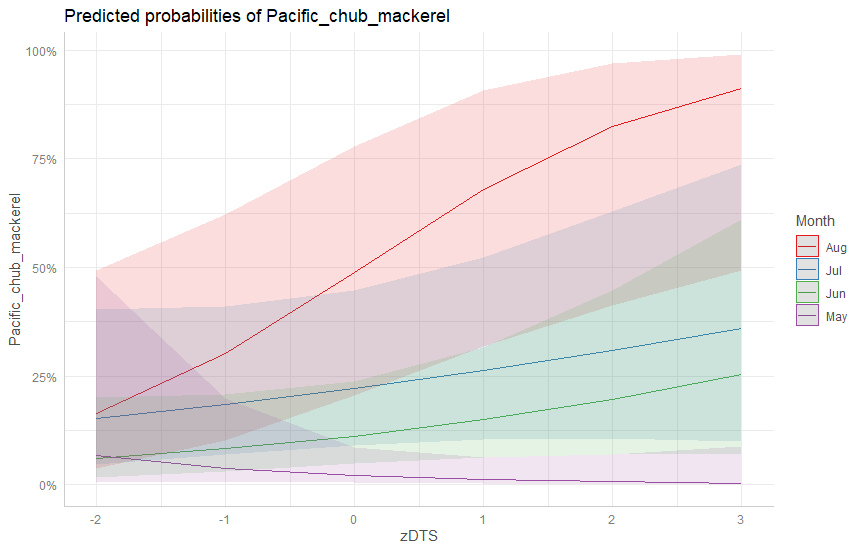 Predicted probabilities of Pacific_chub_mackerel
100%
75%
50%
25%
0%
Pacific_chub_mackerel
-2
-1
0
1
2
3
zDTS
Month
Aug
Jul
Jun
May